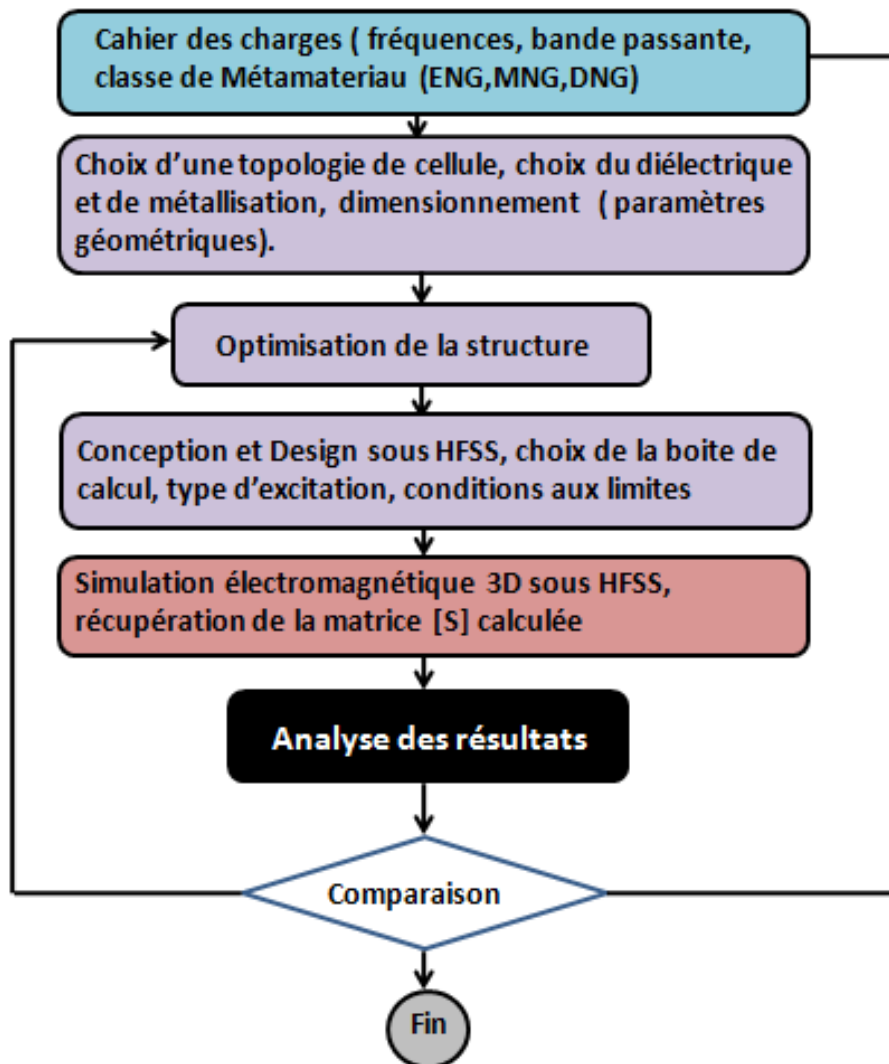 Cahier des charges ( fréquences, bande passante,
classe de Métamateriau (ENG,MNG,DNG)
Choix d'une topologie de cellule, choix du diélectrique
et de métallisation, dimensionnement ( paramètres
géométriques).
Optimisation de la structure
Conception et Design sous HFSS, choix de la boite de
calcul, type d'excitation, conditions aux limites
Simulation électromagnétique 3D sous HFSS,
récupération de la matrice [S] calculée
Analyse des résultats
Comparaison
Fin